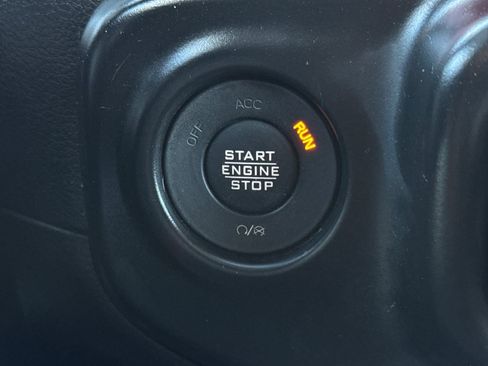 ACC
OFF
RUN
START
ENGINE
STOP